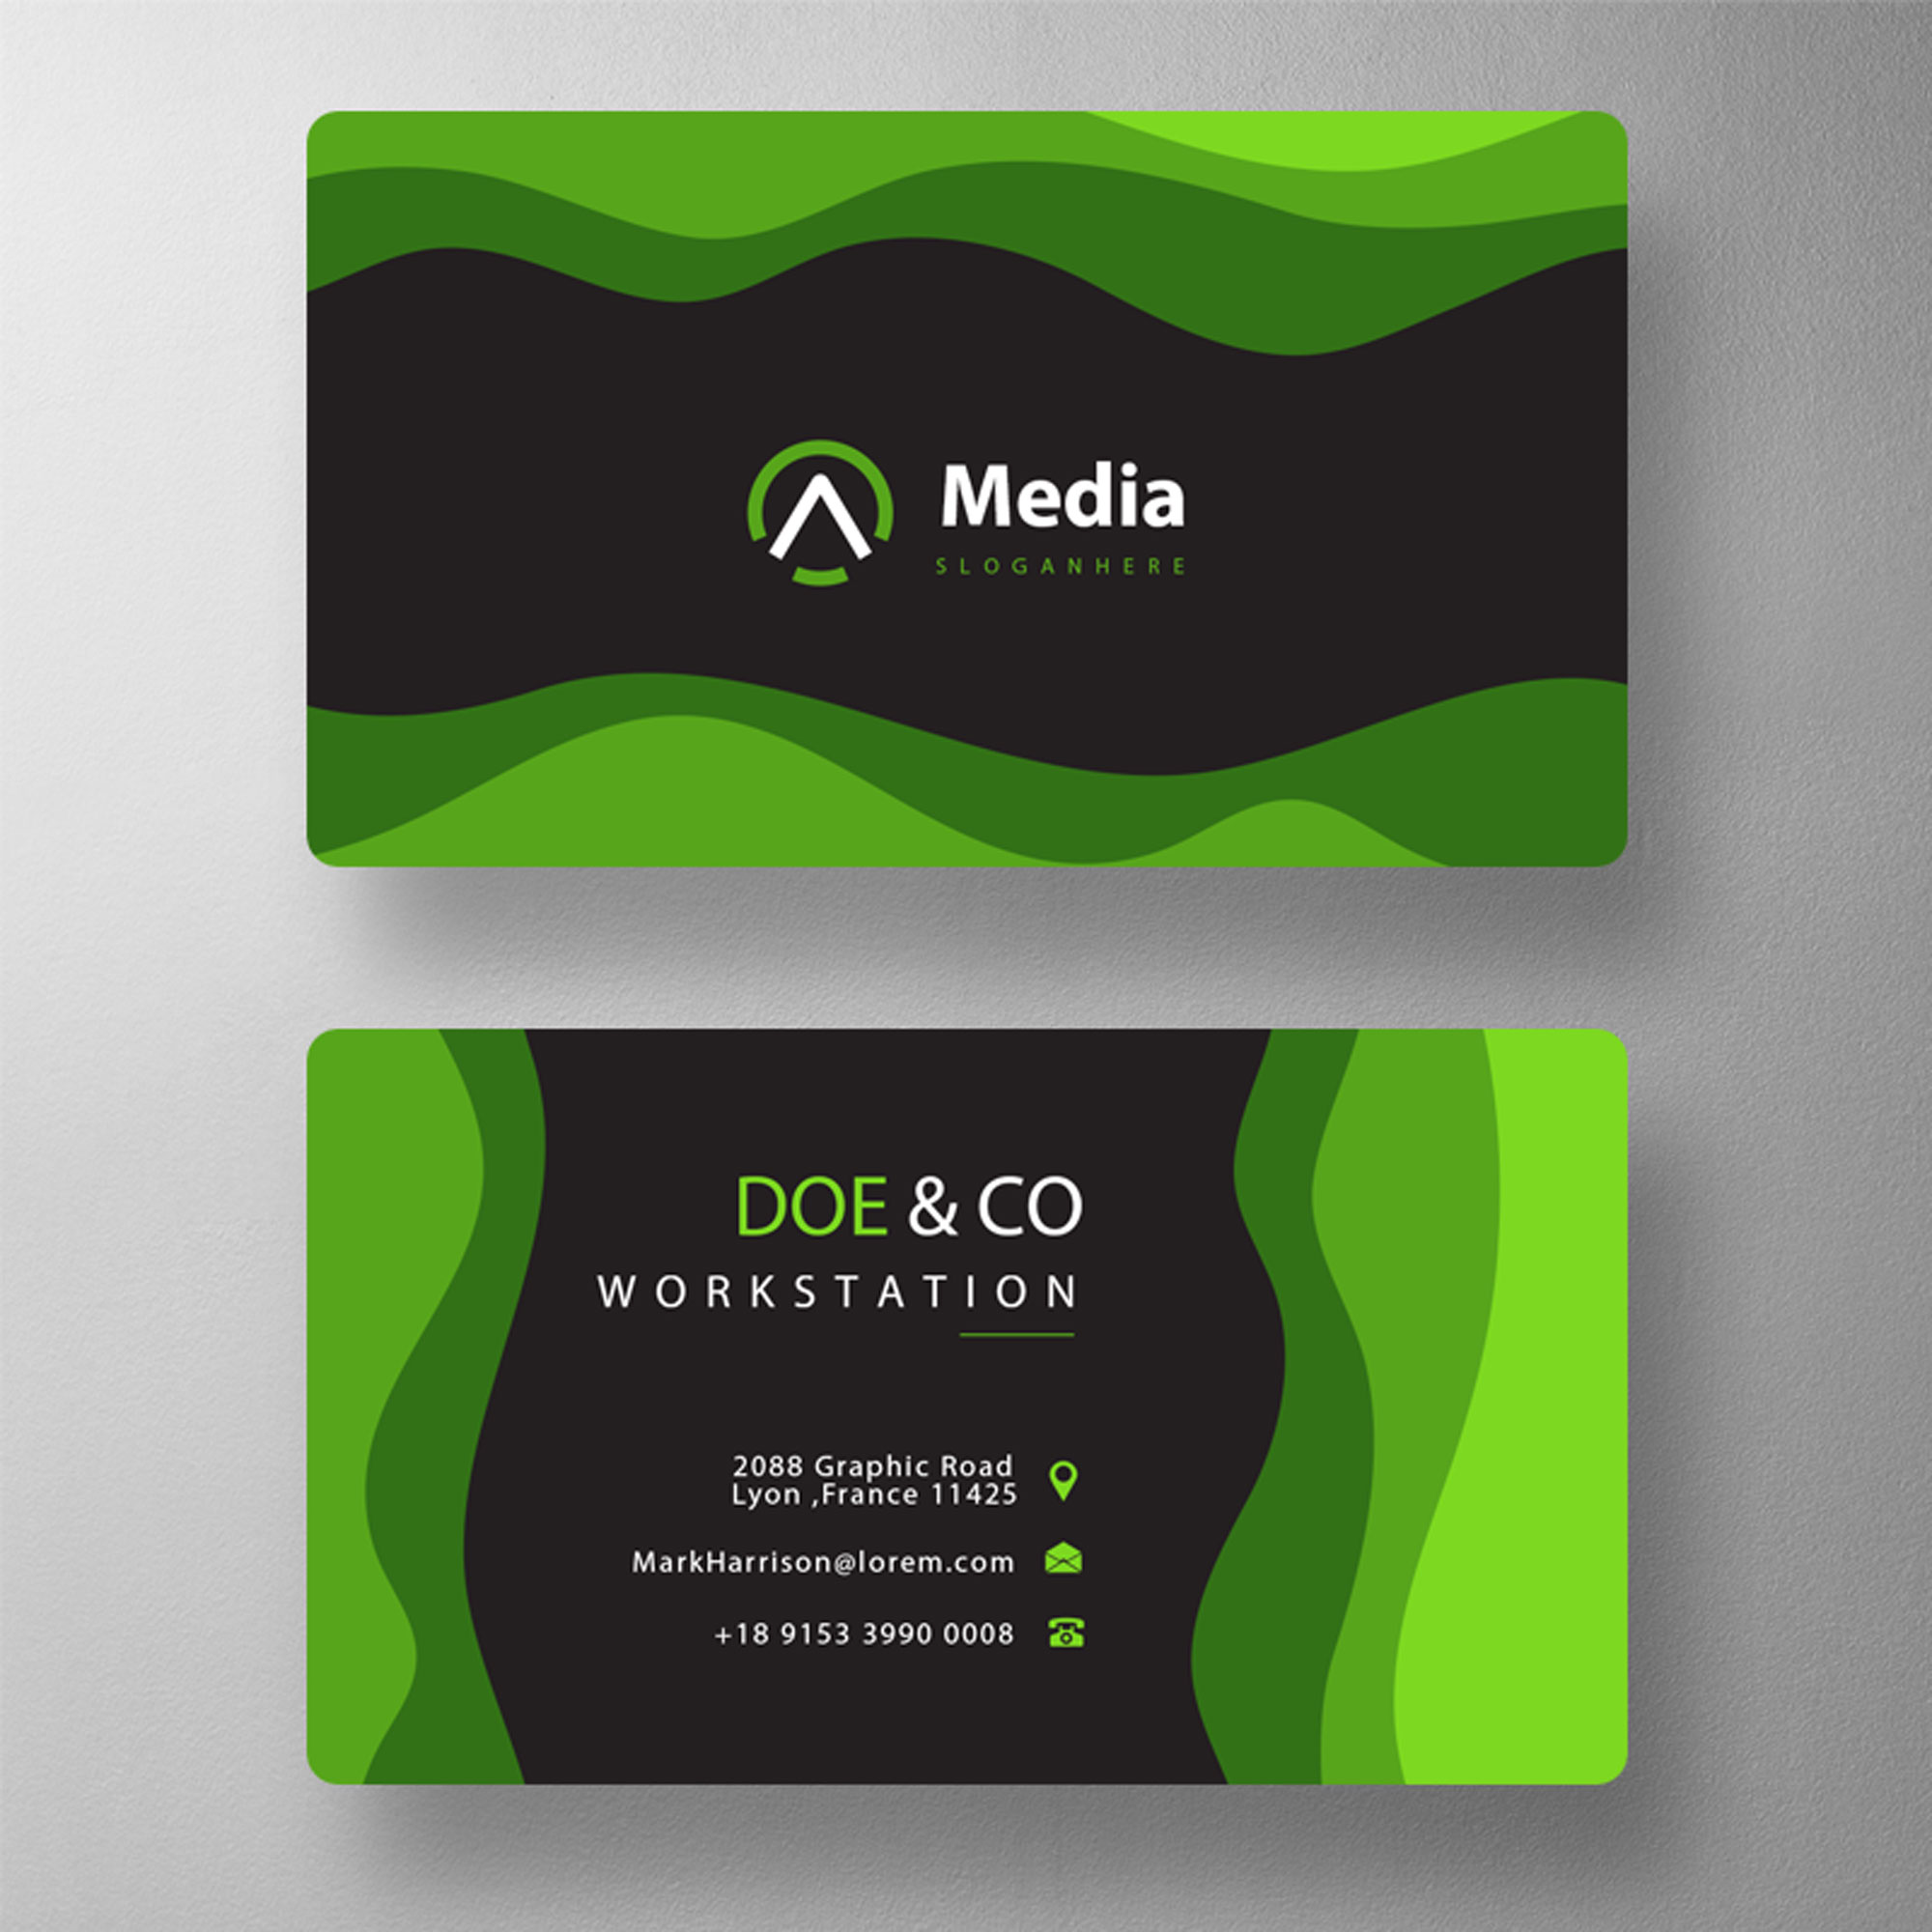 Media
SLOGANHERE
DOE & CO
WORKSTATION
2088 Graphic Road
Lyon ,France 11425
MarkHarrison@lorem.com
+18 9153 3990 0008